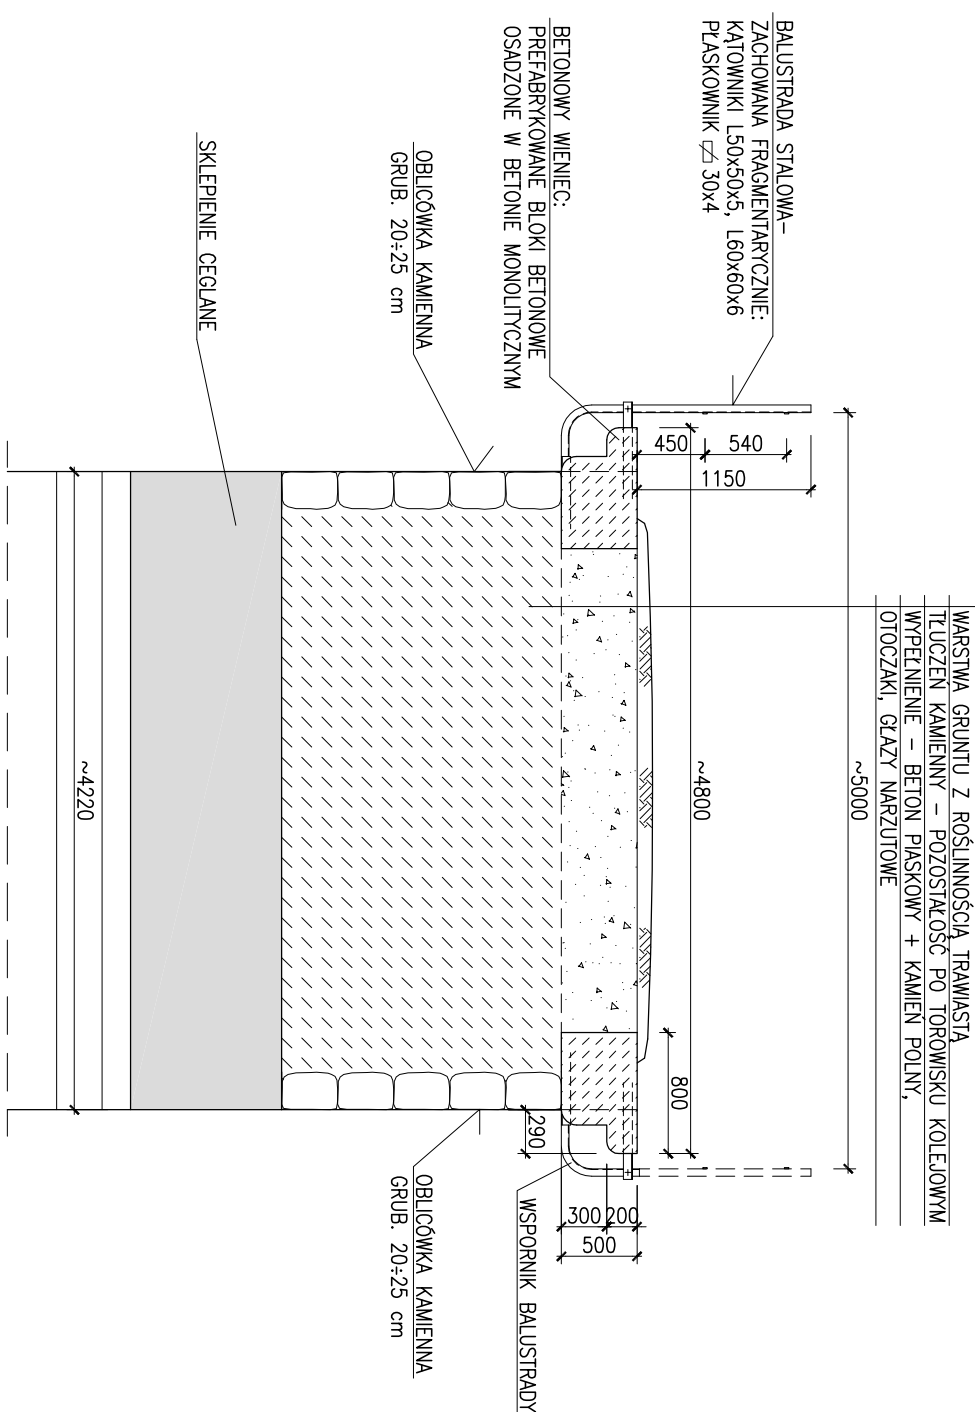 BALUSTRADA STALOWA–
ZACHOWANA FRAGMENTARYCZNIE:
KĄTOWNIKI L50x50x5, L60x60x6
PŁASKOWNIK 30x4
BETONOWY WIENIEC:
PREFABRYKOWANE BLOKI BETONOWE
OSADZONE W BETONIE MONOLITYCZNYM
OBLICÓWKA KAMIENNA
GRUB. 20÷25 cm
SKLEPIENIE CEGLANE
WARSTWA GRUNTU Z ROŚLINNOŚCIĄ TRAWIASTĄ
TŁUCZEŃ KAMIENNY – POZOSTAŁOŚĆ PO TOROWISKU KOLEJOWYM
WYPEŁNIENIE – BETON PIASKOWY + KAMIEŃ POLNY,
OTOCZAKI, GŁAZY NARZUTOWE
~5000
~4800
450
540
1150
800
290
300
200
500
~4220
WSPORNIK BALUSTRADY
OBLICÓWKA KAMIENNA
GRUB. 20÷25 cm